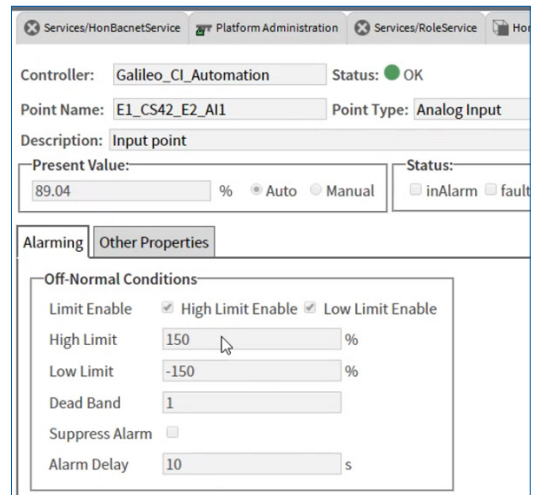 Services/HonBacnetService Platform Administration Services/RoleService Hon
Controller: Galileo_CI_Automation Status: OK
Point Name: E1_CS42_E2_AI1 Point Type: Analog Input
Description: Input point
Present Value: Status:
89.04 % Auto Manual inAlarm fault
Alarming Other Properties
Off-Normal Conditions
Limit Enable High Limit Enable Low Limit Enable
High Limit 150 %
Low Limit -150 %
Dead Band 1
Suppress Alarm
Alarm Delay 10 s